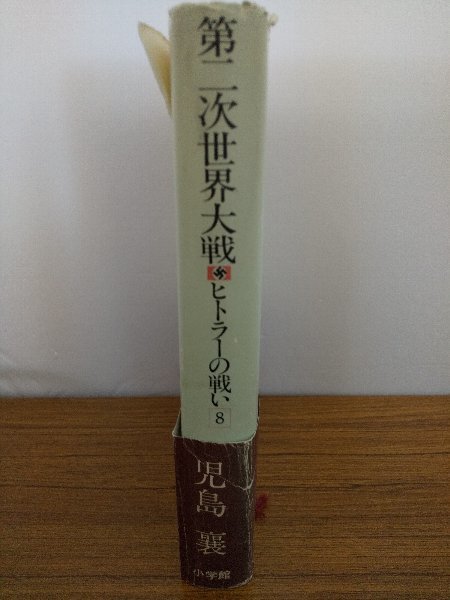 第二次世界大戦
ヒトラーの戦い
8
児島 襄
小学館